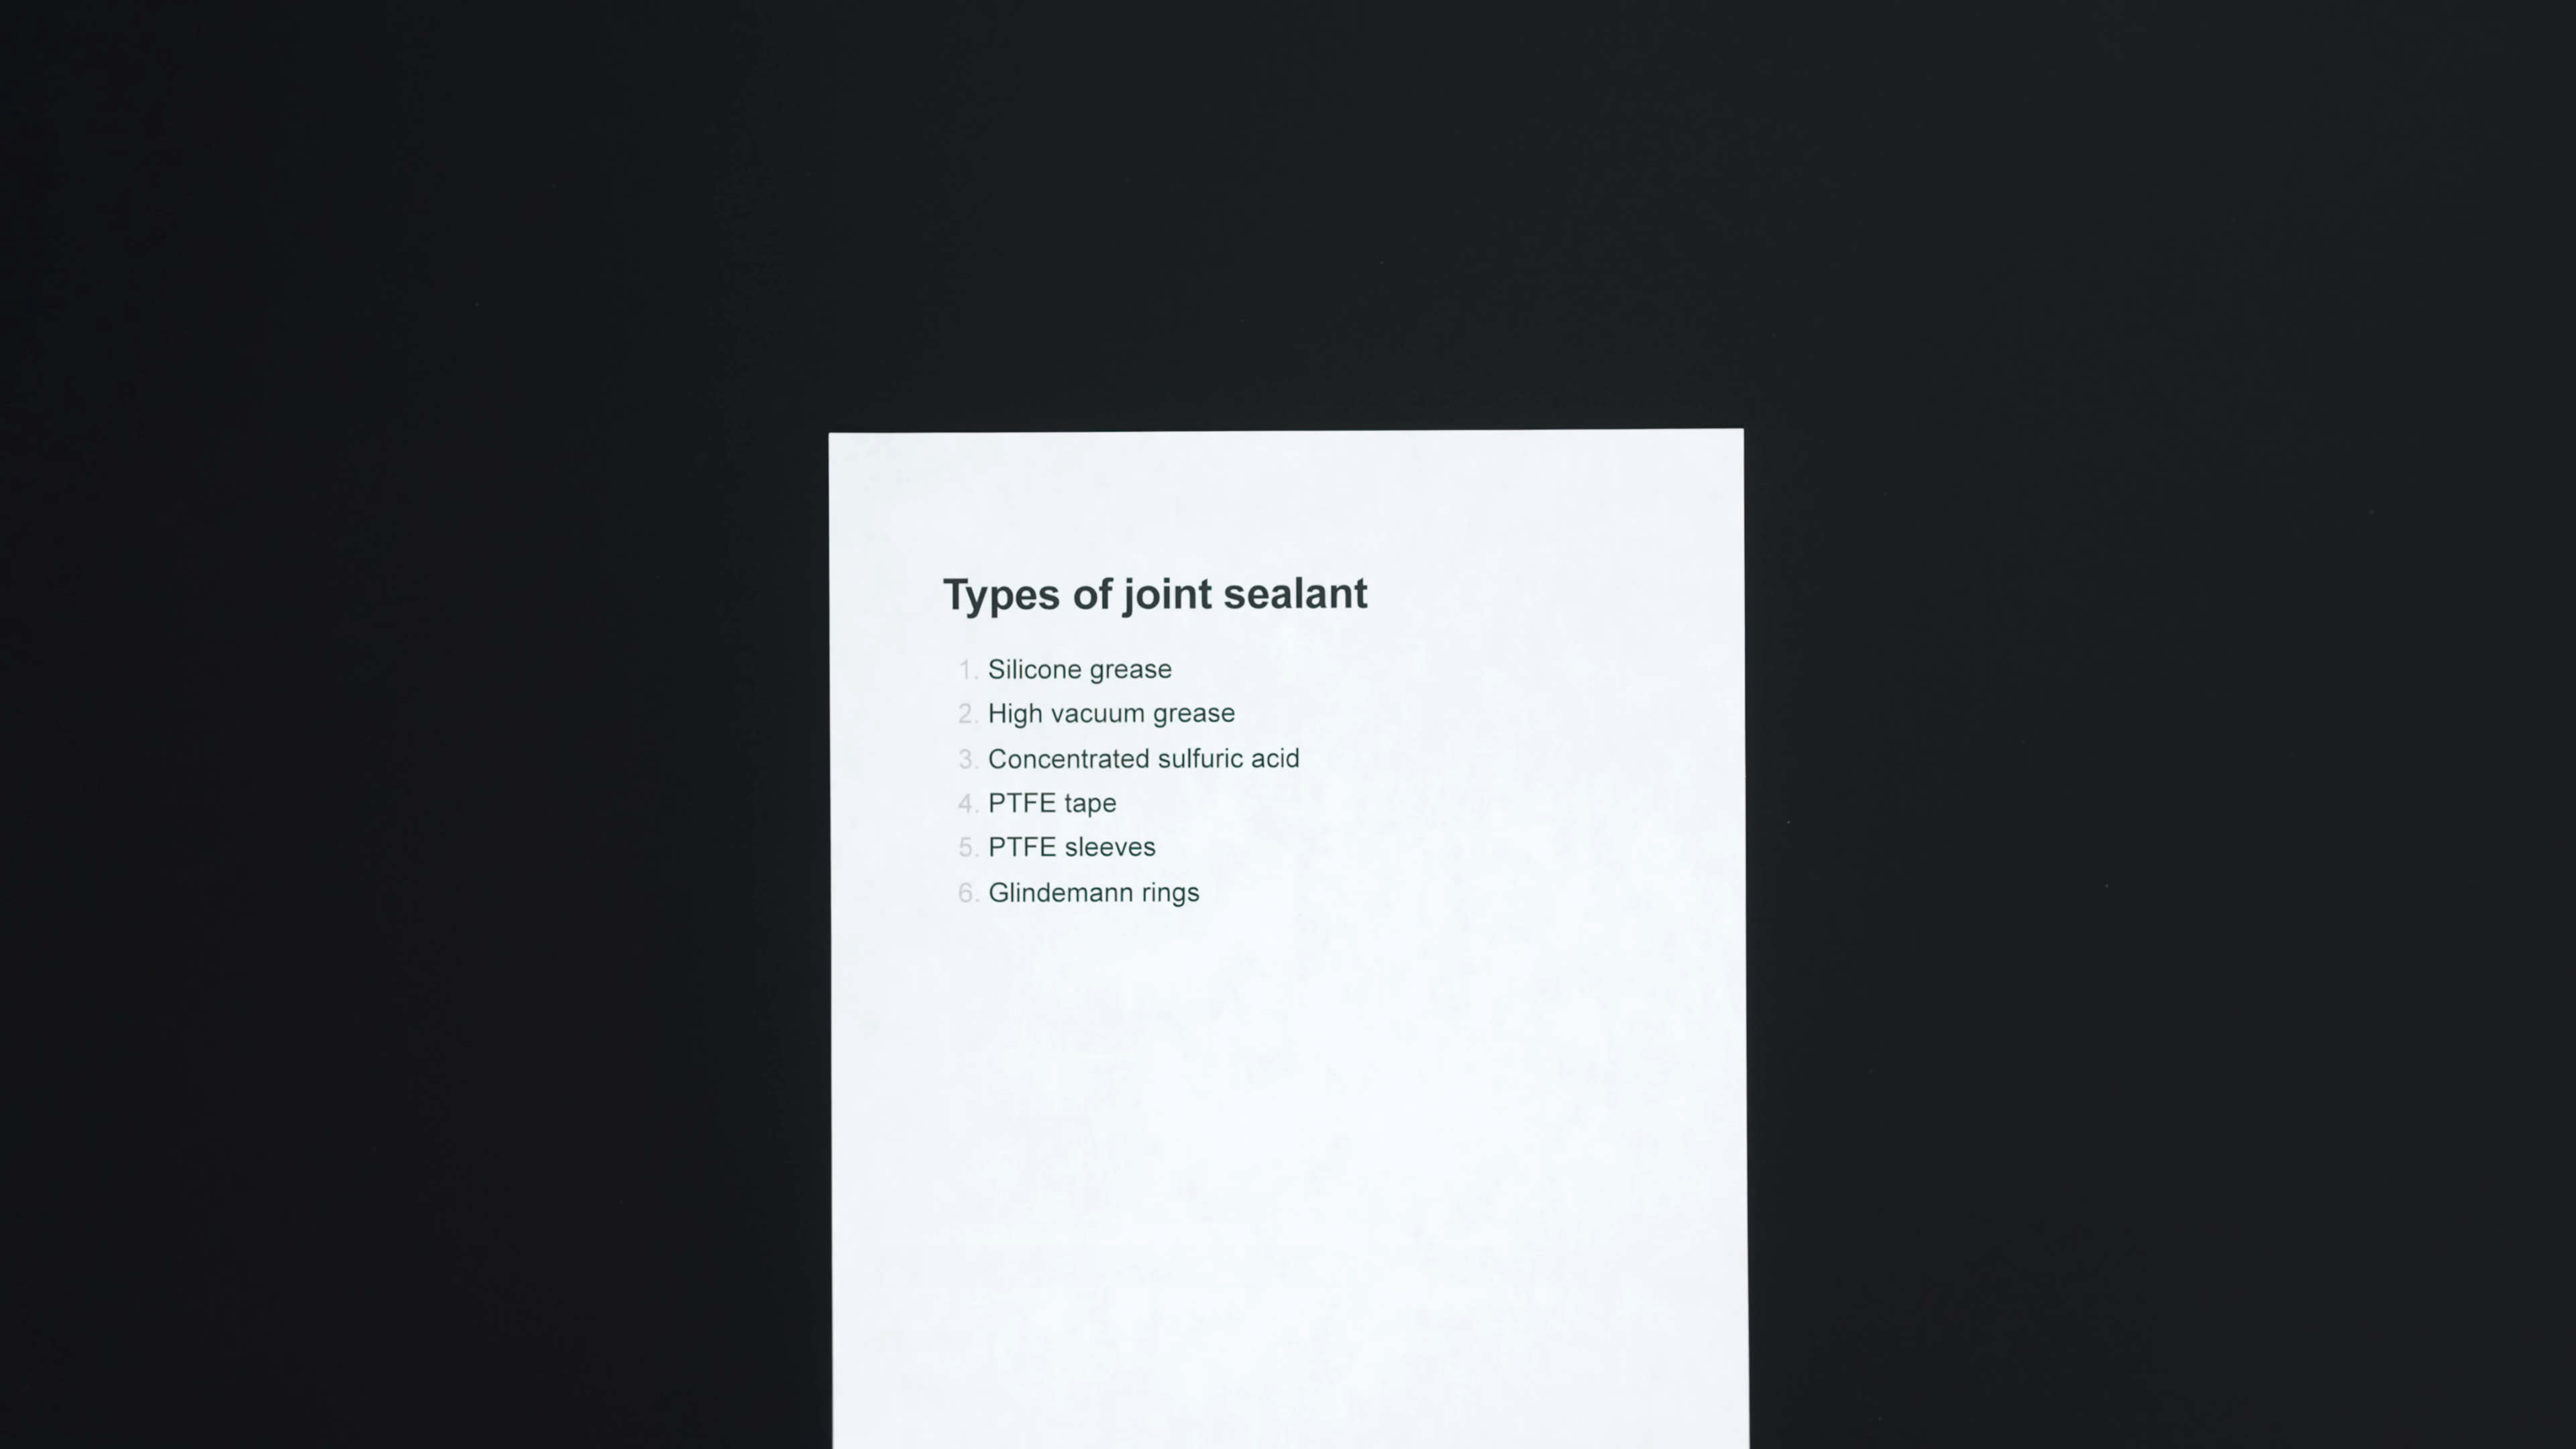 Types of joint sealant
1. Silicone grease
2. High vacuum grease
3. Concentrated sulfuric acid
4. PTFE tape
5. PTFE sleeves
6. Glindemann rings